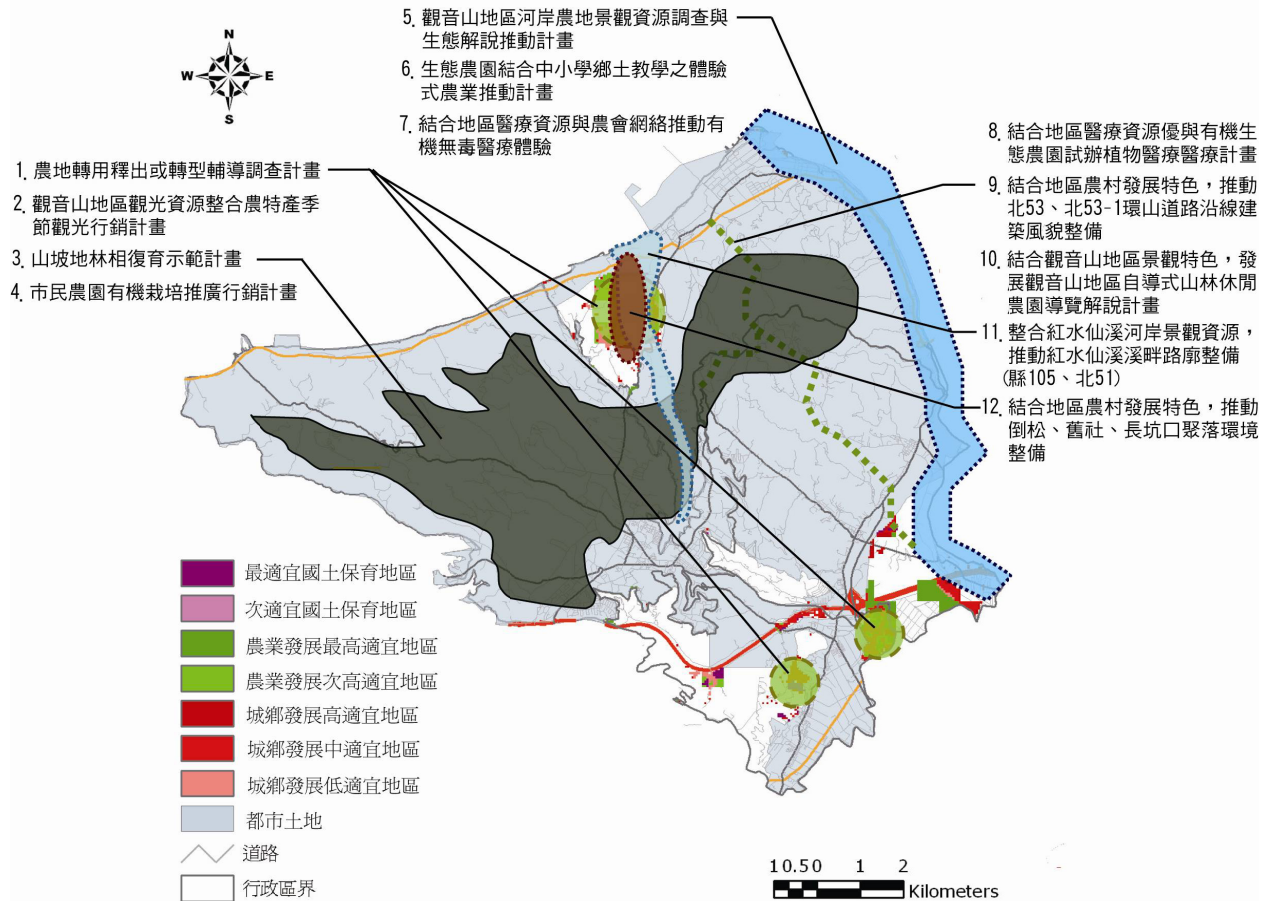 N
W
E
S
5. 觀音山地區河岸農地景觀資源調查與
生態解說推動計畫
6. 生態農園結合中小學鄉土教學之體驗
式農業推動計畫
7. 結合地區醫療資源與農會網絡推動有
機無毒醫療體驗
1. 農地轉用釋出或轉型輔導調查計畫
2. 觀音山地區觀光資源整合農特產季
節觀光行銷計畫
3. 山坡地林相復育示範計畫
4. 市民農園有機栽培推廣行銷計畫
8. 結合地區醫療資源優與有機生
態農園試辦植物醫療醫療計畫
9. 結合地區農村發展特色，推動
北53、北53-1環山道路沿線建
築風貌整備
10. 結合觀音山地區景觀特色，發
展觀音山地區自導式山林休閒
農園導覽解說計畫
11. 整合紅水仙溪河岸景觀資源，
推動紅水仙溪溪畔路廓整備
(縣105、北51)
12. 結合地區農村發展特色，推動
倒松、舊社、長坑口聚落環境
整備
最適宜國土保育地區
次適宜國土保育地區
農業發展最高適宜地區
農業發展次高適宜地區
城鄉發展高適宜地區
城鄉發展中適宜地區
城鄉發展低適宜地區
都市土地
道路
行政區界
10.50 1 2
Kilometers